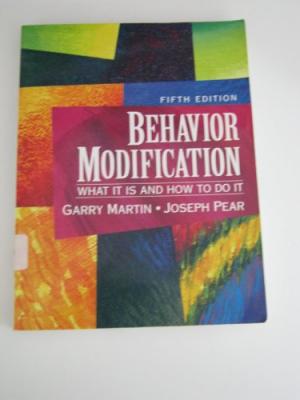 FIFTH EDITION
BEHAVIOR
MODIFICATION
WHAT IT IS AND HOW TO DO IT
GARRY MARTIN • JOSEPH PEAR